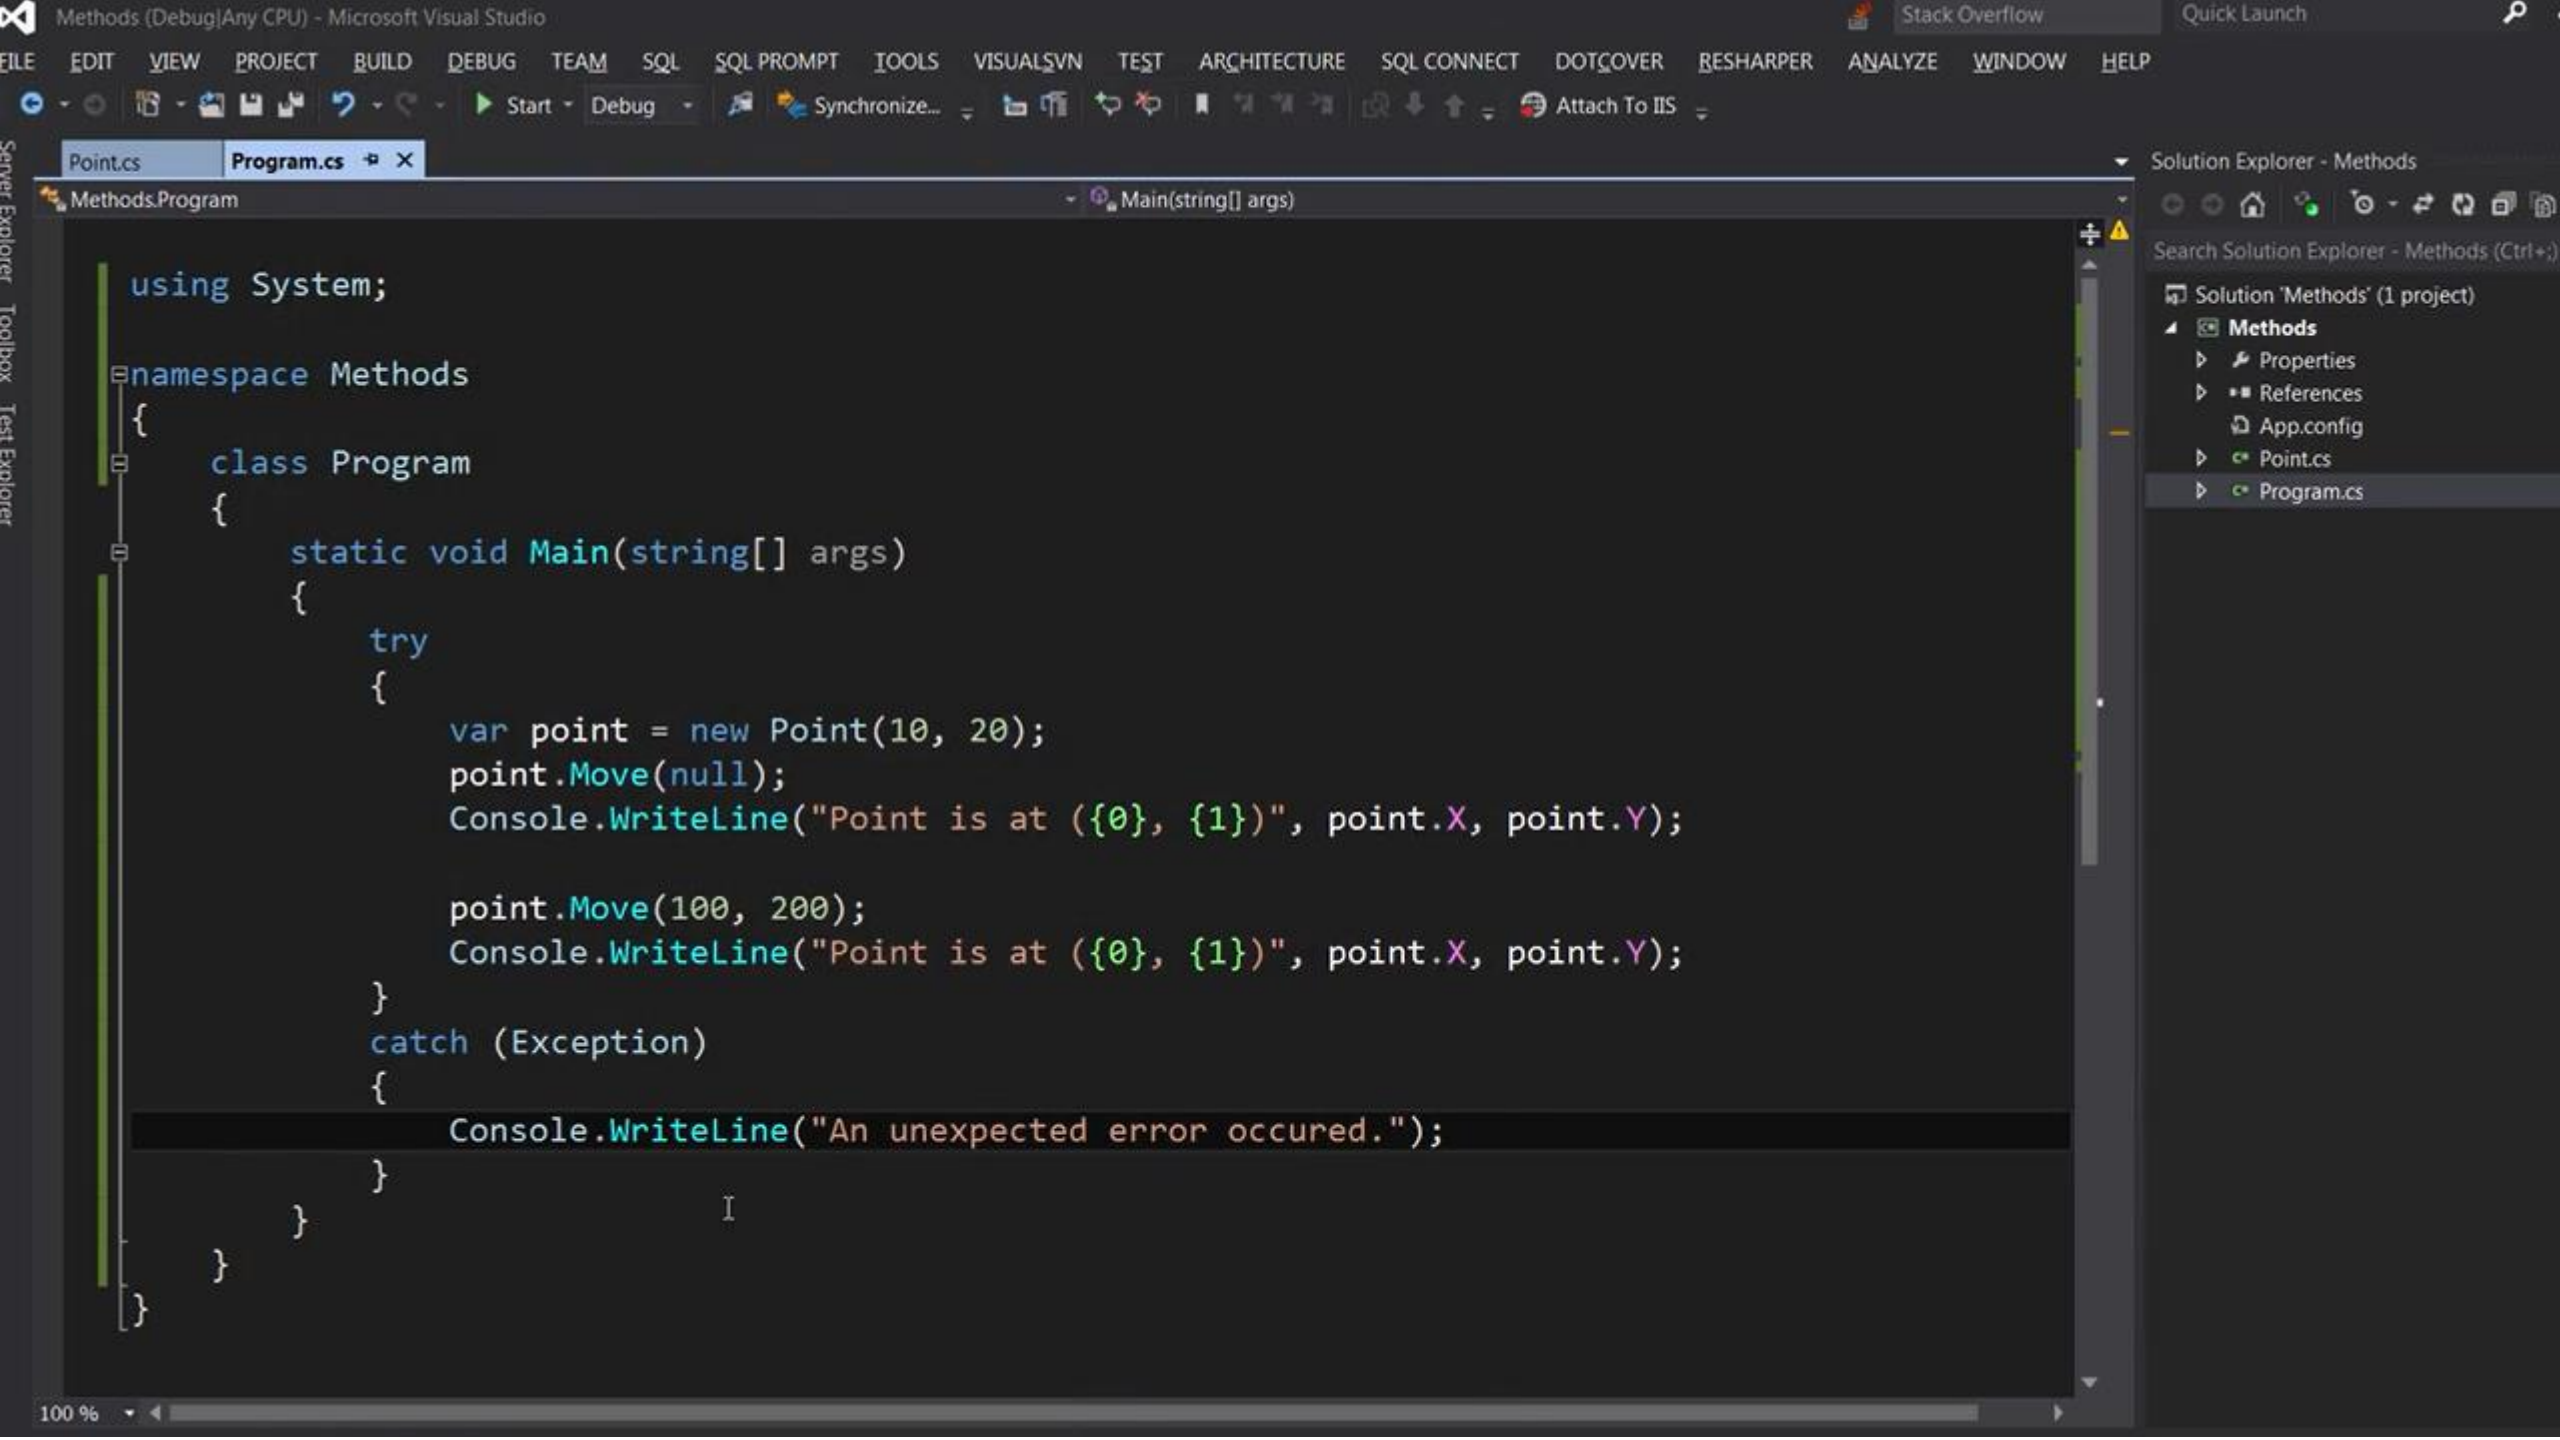 Methods (Debug|Any CPU) - Microsoft Visual Studio
Stack Overflow
Quick Launch
FILE EDIT VIEW PROJECT BUILD DEBUG TEAM SQL SQL PROMPT TOOLS VISUALSVN TEST ARCHITECTURE SQL CONNECT DOTCOVER RESHARPER ANALYZE WINDOW HELP
Start Debug Synchronize... Attach To IIS
Server Explorer
Toolbox
Test Explorer
Point.cs
Program.cs
Methods.Program
Main(string[] args)
using System;
namespace Methods
{
class Program
{
static void Main(string[] args)
{
try
{
var point = new Point(10, 20);
point.Move(null);
Console.WriteLine("Point is at ({0}, {1})", point.X, point.Y);
point.Move(100, 200);
Console.WriteLine("Point is at ({0}, {1})", point.X, point.Y);
}
catch (Exception)
{
Console.WriteLine("An unexpected error occured.");
}
}
}
}
100 %
Solution Explorer - Methods
Search Solution Explorer - Methods (Ctrl+;)
Solution 'Methods' (1 project)
Methods
Properties
References
App.config
Point.cs
Program.cs